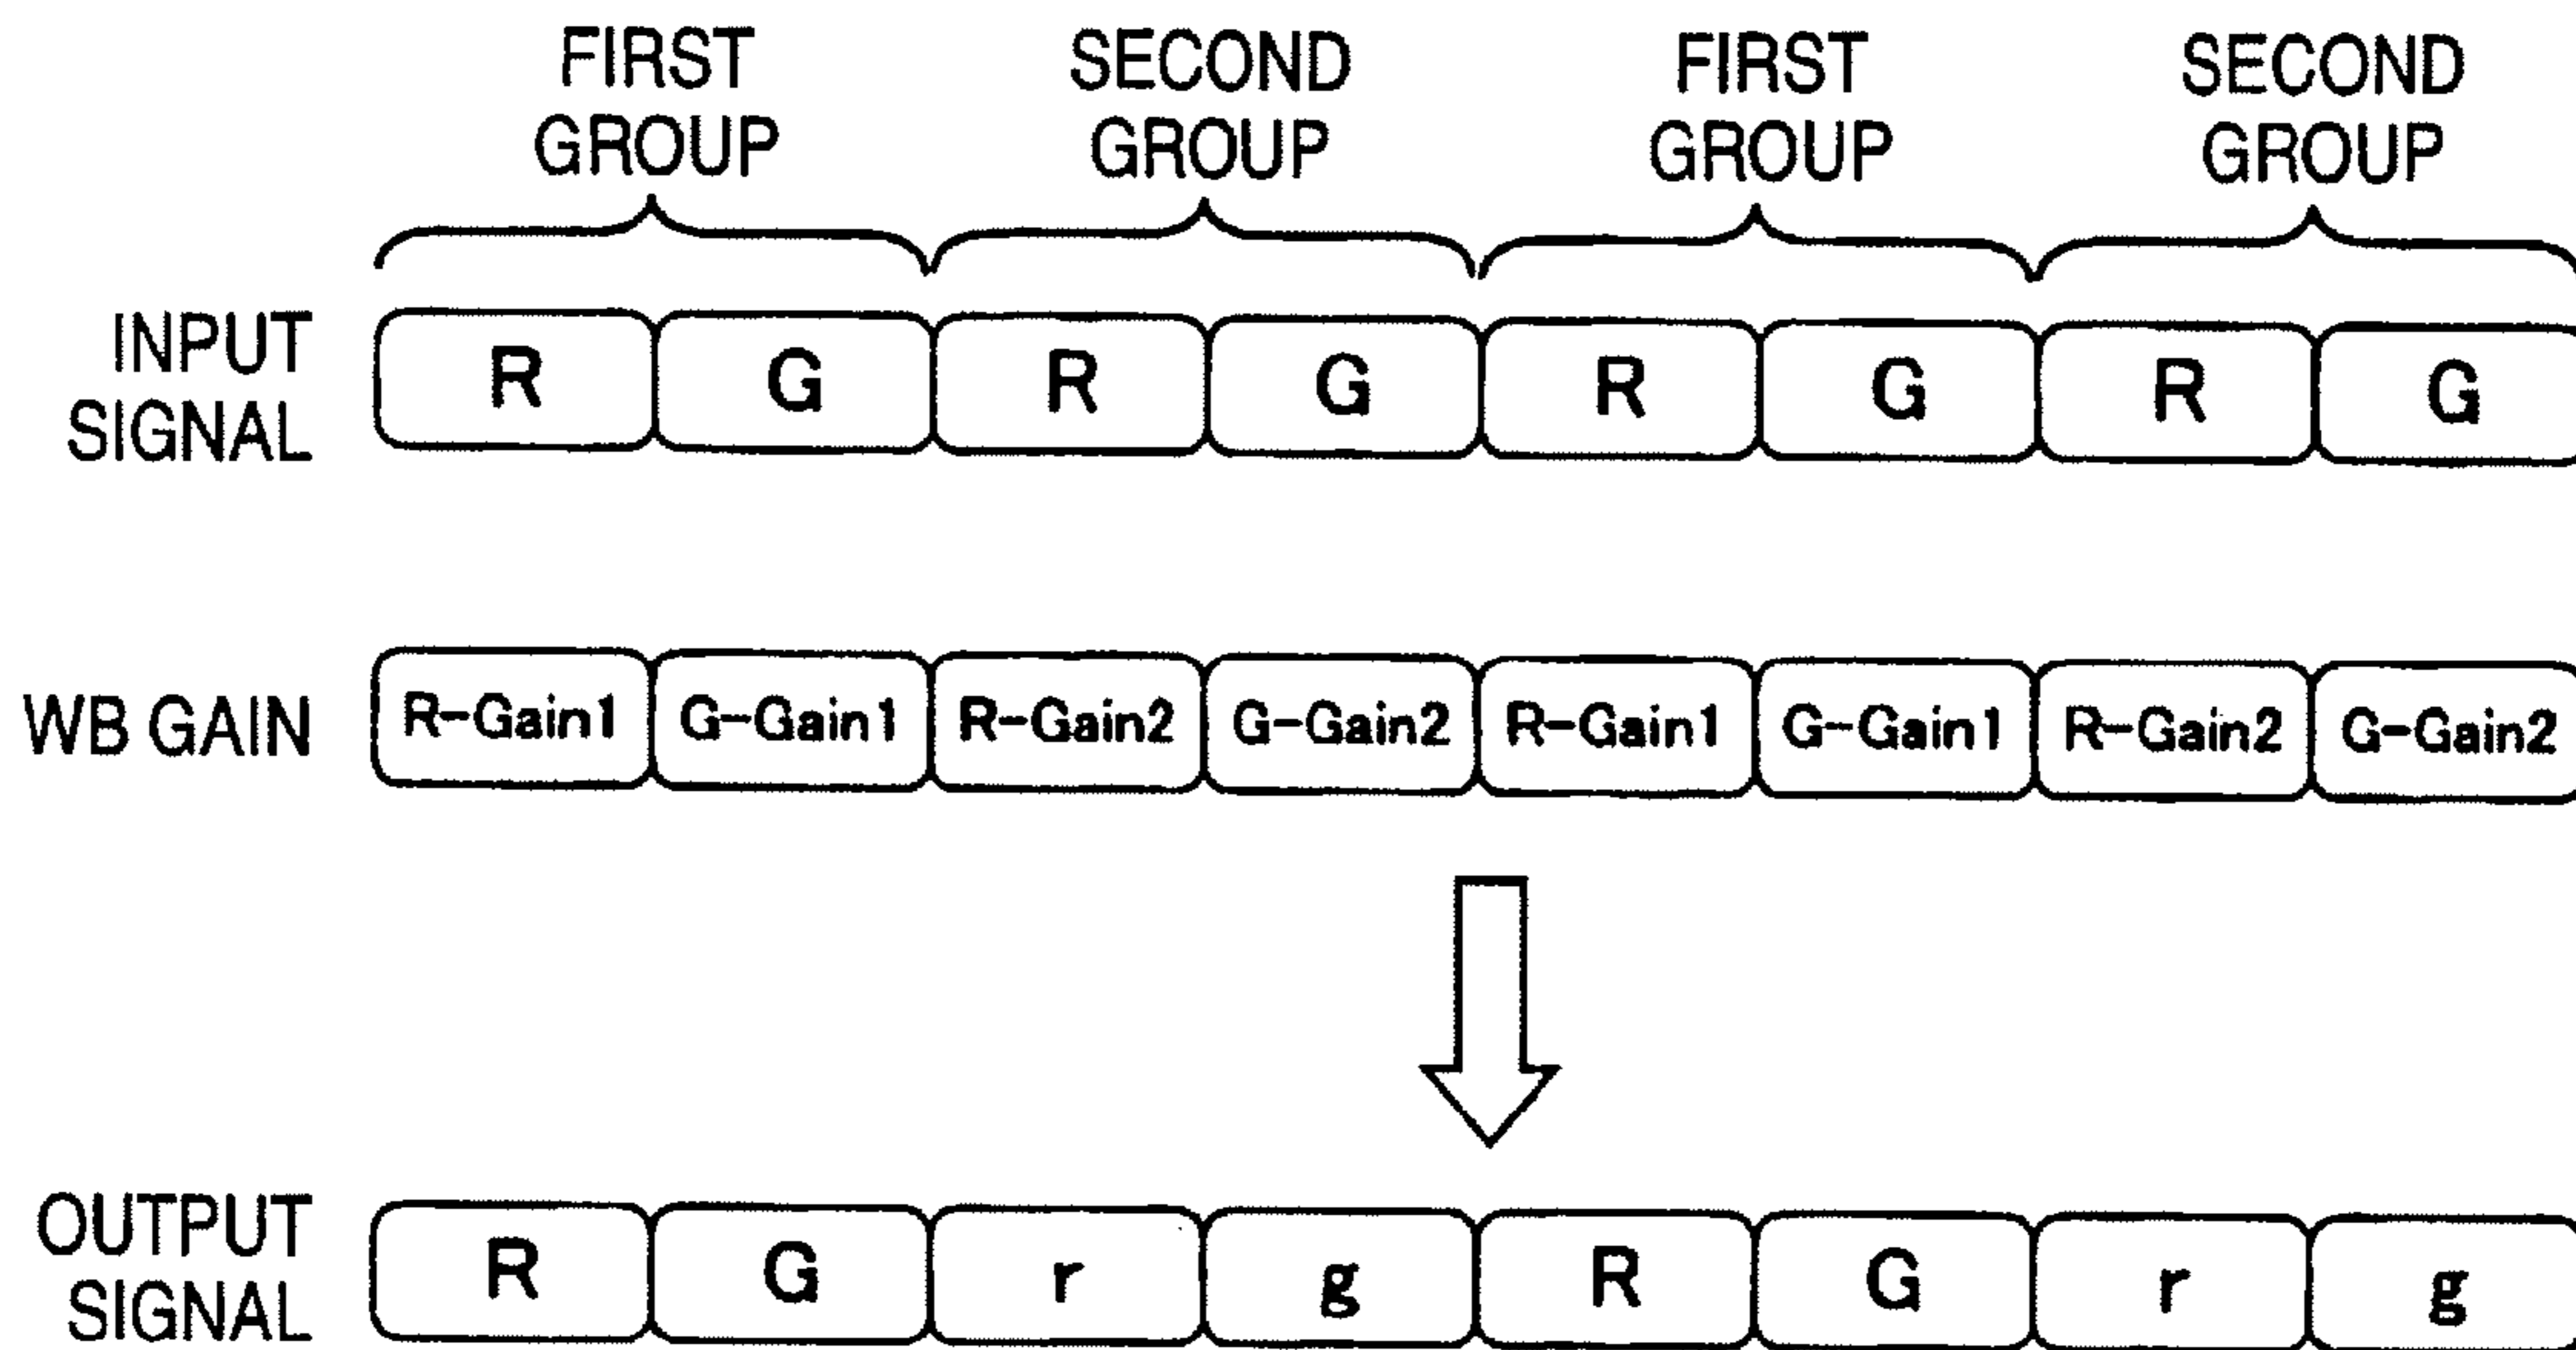 FIRST GROUP SECOND GROUP FIRST GROUP SECOND GROUP
INPUT SIGNAL R G R G R G R G
WB GAIN R-Gain1 G-Gain1 R-Gain2 G-Gain2 R-Gain1 G-Gain1 R-Gain2 G-Gain2
OUTPUT SIGNAL R G r g R G r g